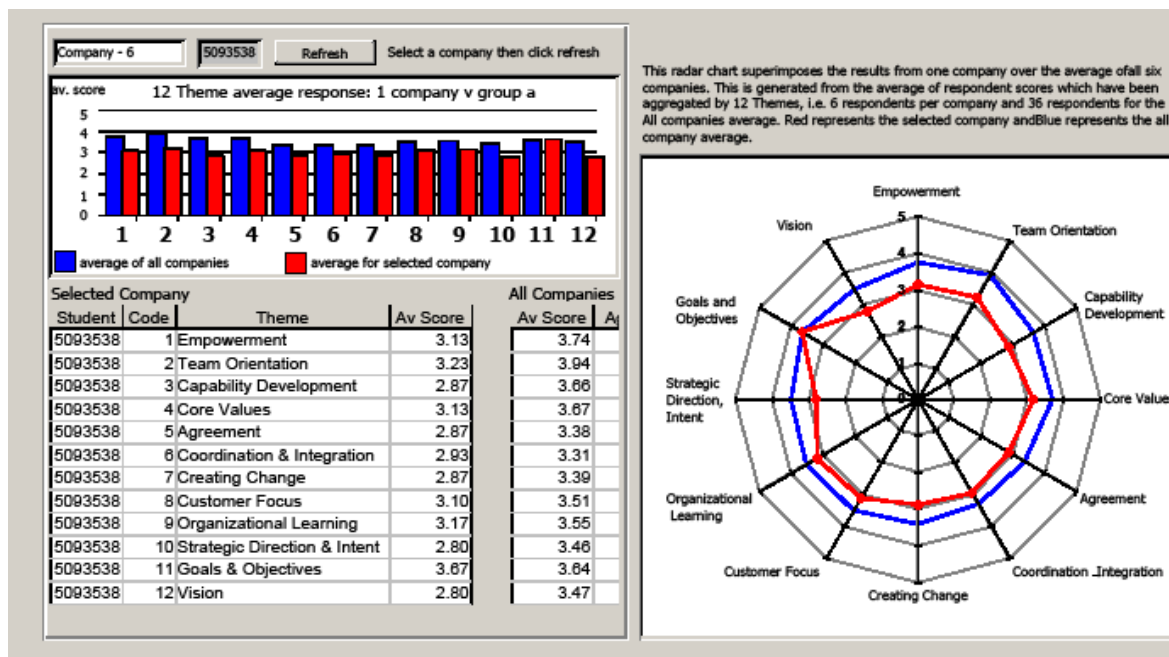 Company - 6 5093538 Refresh Select a company then click refresh
av. score 12 Theme average response: 1 company v group a
5
4
3
2
1
0
1 2 3 4 5 6 7 8 9 10 11 12
average of all companies average for selected company
Selected Company All Companies
Student Code Theme Av Score Av Score
5093538 1 Empowerment 3.13 3.74
5093538 2 Team Orientation 3.23 3.94
5093538 3 Capability Development 2.87 3.66
5093538 4 Core Values 3.13 3.67
5093538 5 Agreement 2.87 3.38
5093538 6 Coordination & Integration 2.93 3.31
5093538 7 Creating Change 2.87 3.39
5093538 8 Customer Focus 3.10 3.51
5093538 9 Organizational Learning 3.17 3.55
5093538 10 Strategic Direction & Intent 2.80 3.46
5093538 11 Goals & Objectives 3.67 3.64
5093538 12 Vision 2.80 3.47
This radar chart superimposes the results from one company over the average ofall six
companies. This is generated from the average of respondent scores which have been
aggregated by 12 Themes, i.e. 6 respondents per company and 36 respondents for the
All companies average. Red represents the selected company andBlue represents the all
company average.
Empowerment
Team Orientation
Capability
Development
Core Value
Agreement
Coordination _Integration
Creating Change
Customer Focus
Organizational
Learning
Strategic
Direction,
Intent
Goals and
Objectives
Vision
5
4
3
2
1
0